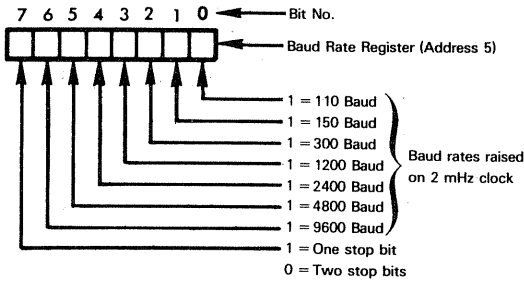 7 6 5 4 3 2 1 0 Bit No.
Baud Rate Register (Address 5)
1 = 110 Baud
1 = 150 Baud
1 = 300 Baud
1 = 1200 Baud
1 = 2400 Baud
1 = 4800 Baud
1 = 9600 Baud
Baud rates raised
on 2 mHz clock
1 = One stop bit
0 = Two stop bits